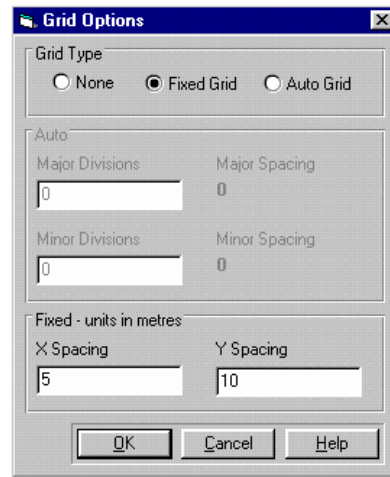 Grid Options
Grid Type
None Fixed Grid Auto Grid
Auto
Major Divisions Major Spacing
0 0
Minor Divisions Minor Spacing
0 0
Fixed - units in metres
X Spacing Y Spacing
5 10
OK Cancel Help